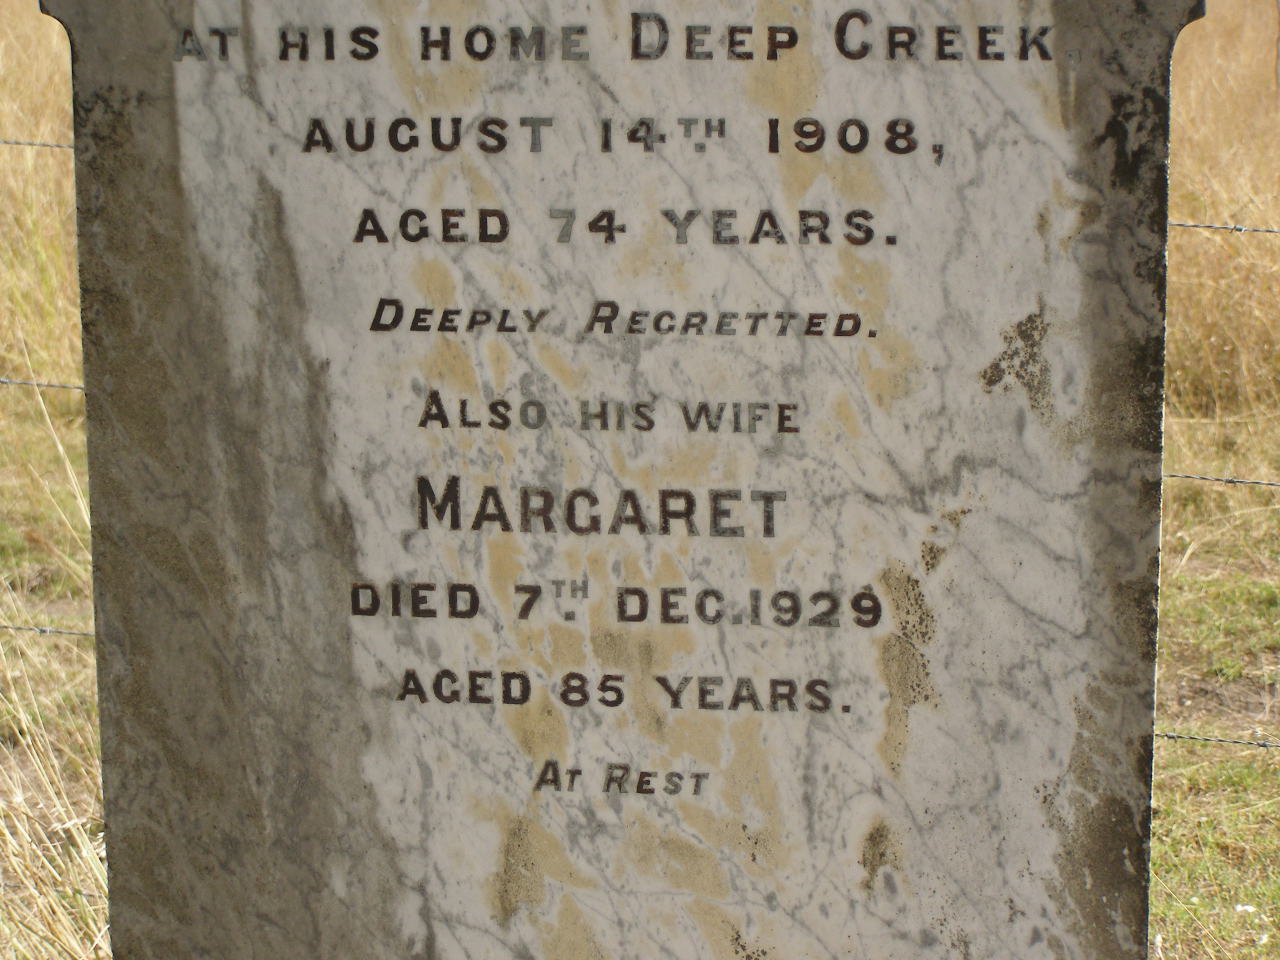 AT HIS HOME DEEP CREEK.
AUGUST 14TH 1908,
AGED 74 YEARS.
DEEPLY REGRETTED.
ALSO HIS WIFE
MARGARET
DIED 7TH DEC. 1929
AGED 85 YEARS.
AT REST